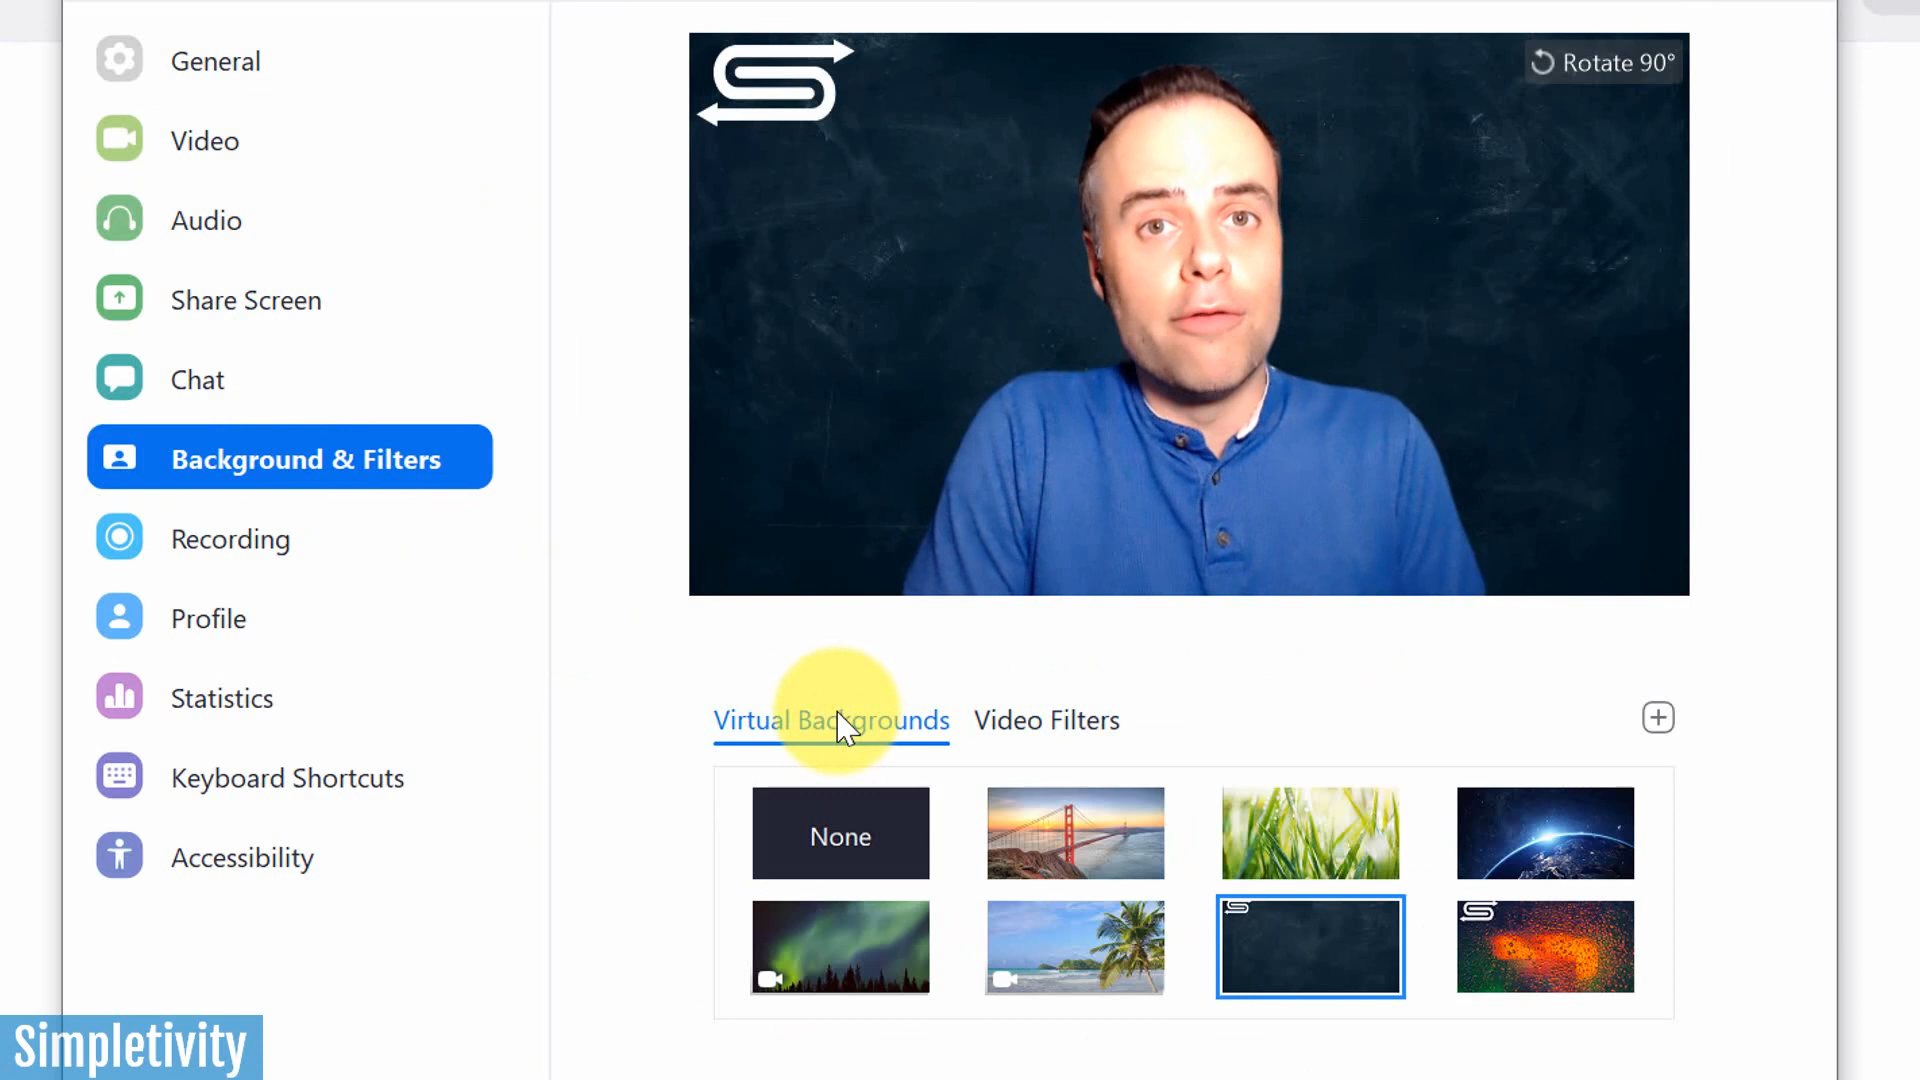 General
Video
Audio
Share Screen
Chat
Background & Filters
Recording
Profile
Statistics
Keyboard Shortcuts
Accessibility
Rotate 90°
Virtual Backgrounds
Video Filters
None
Simpletivity